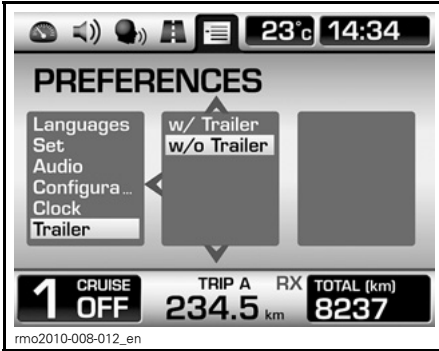 23°c 14:34
PREFERENCES
Languages
Set
Audio
Configura...
Clock
Trailer
w/ Trailer
w/o Trailer
1 CRUISE OFF
TRIP A
234.5 km
RX
TOTAL (km)
8237
rmo2010-008-012_en